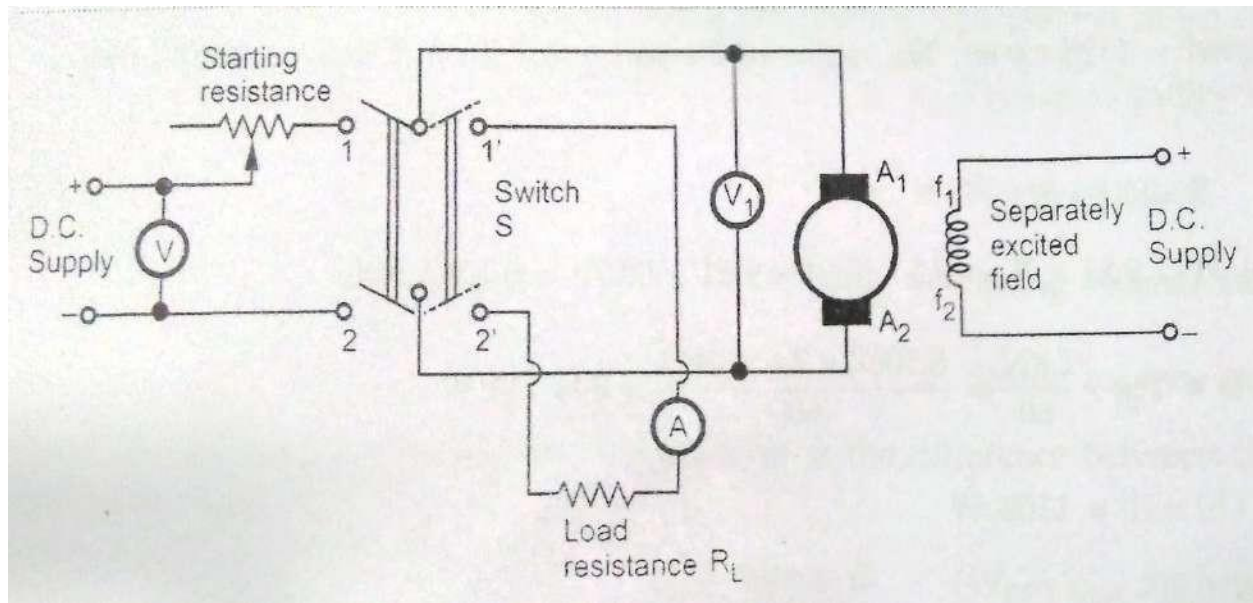 Starting
resistance
1
1'
+
D.C.
Supply
V
−
2
2'
Switch
S
V1
A1
A2
f1
f2
Separately
excited
field
+
D.C.
Supply
−
A
Load
resistance RL